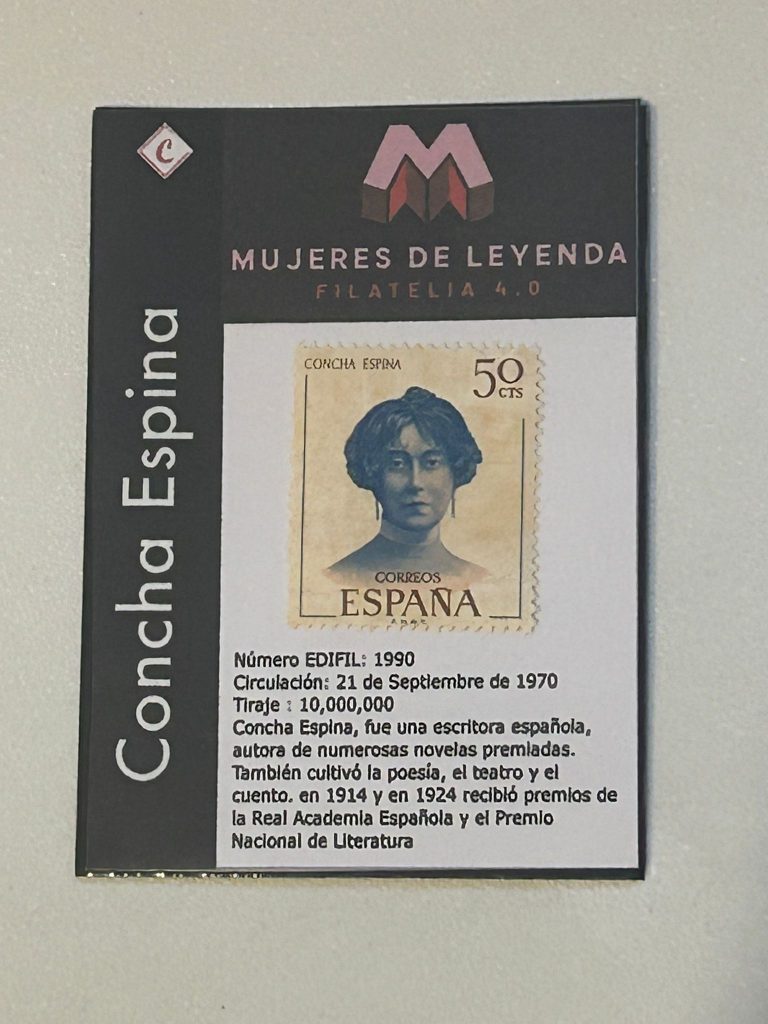 C
M
MUJERES DE LEYENDA
FILATELIA 4.0
Concha Espina
CONCHA ESPINA
50
CTS
CORREOS
ESPAÑA
Número EDIFIL: 1990
Circulación: 21 de Septiembre de 1970
Tiraje : 10,000,000
Concha Espina, fue una escritora española,
autora de numerosas novelas premiadas.
También cultivó la poesía, el teatro y el
cuento. en 1914 y en 1924 recibió premios de
la Real Academia Española y el Premio
Nacional de Literatura